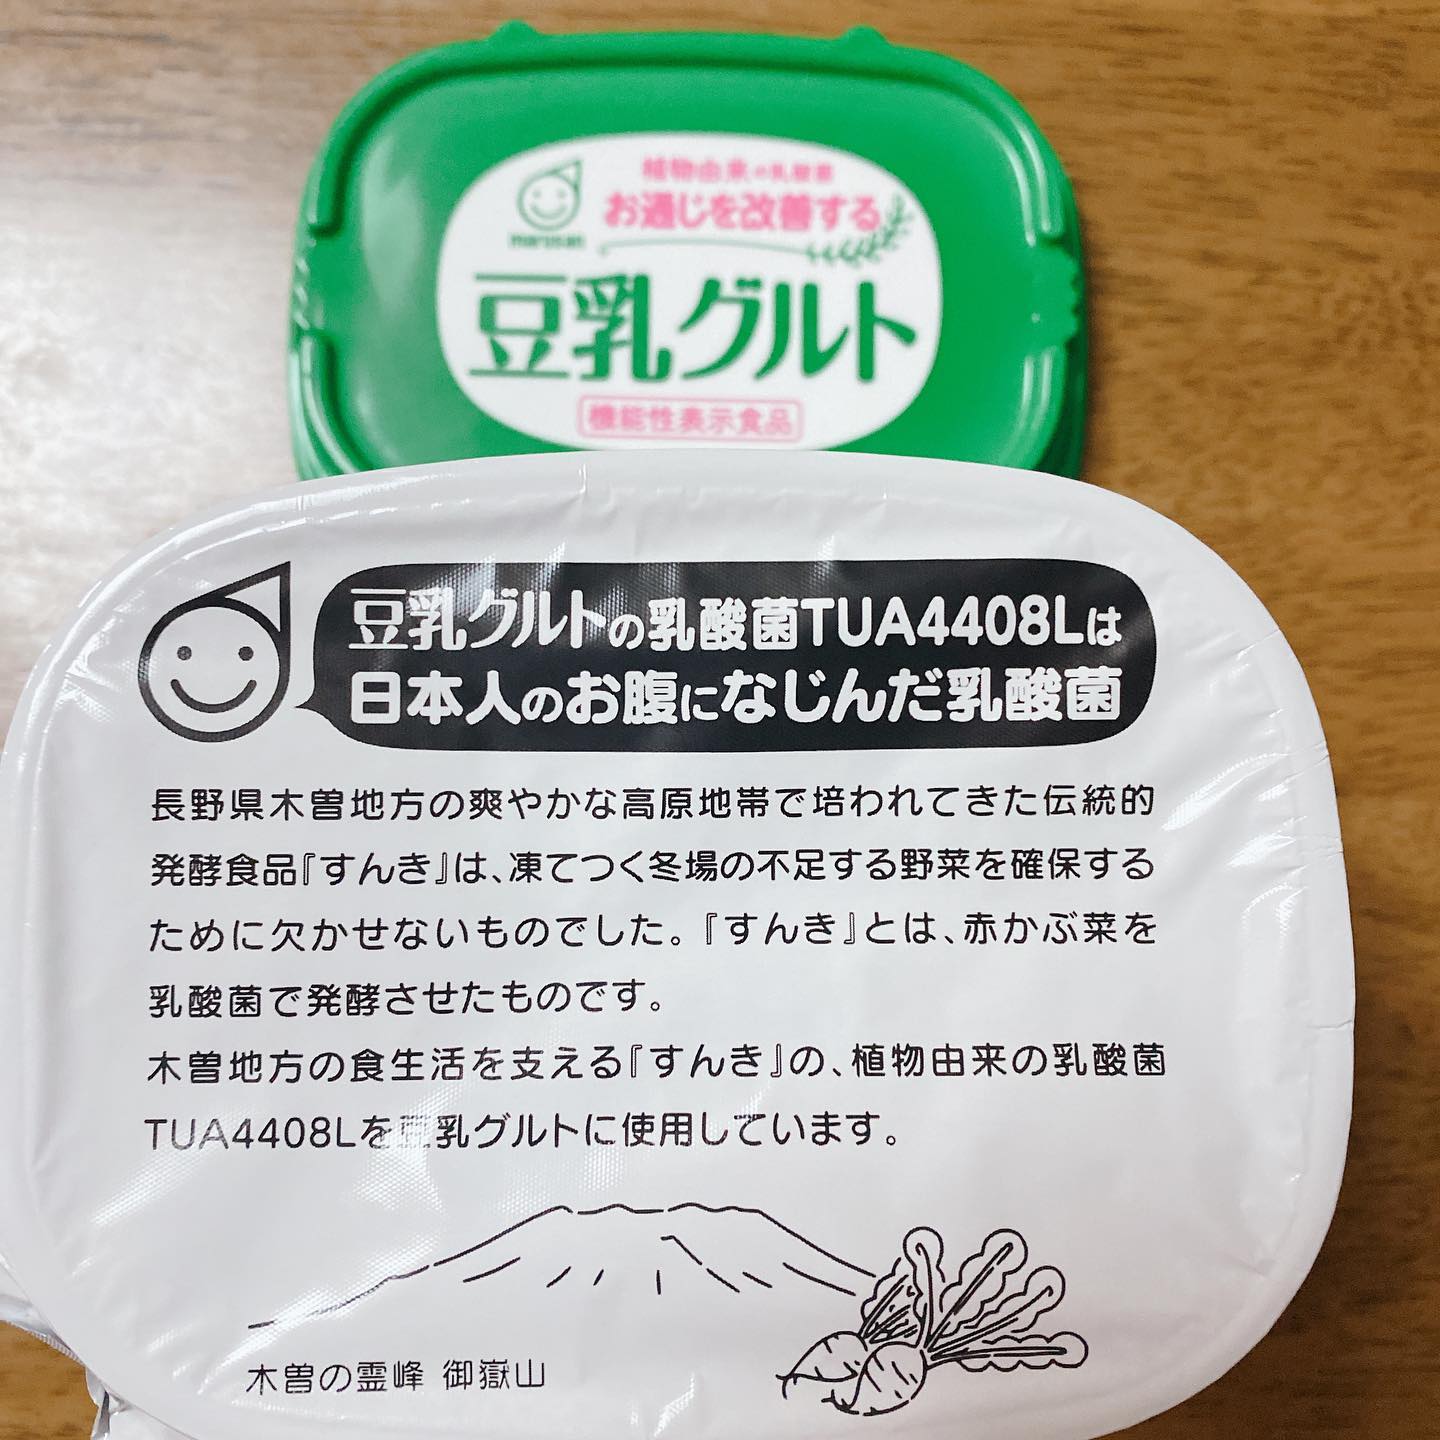 植物由来の乳酸菌
お通じを改善する
marusan
豆乳グルト
機能性表示食品
豆乳グルトの乳酸菌TUA4408Lは
日本人のお腹になじんだ乳酸菌
長野県木曽地方の爽やかな高原地帯で培われてきた伝統的
発酵食品『すんき』は、凍てつく冬場の不足する野菜を確保する
ために欠かせないものでした。『すんき』とは、赤かぶ菜を
乳酸菌で発酵させたものです。
木曽地方の食生活を支える『すんき』の、植物由来の乳酸菌
TUA4408Lを豆乳グルトに使用しています。
木曽の霊峰 御嶽山